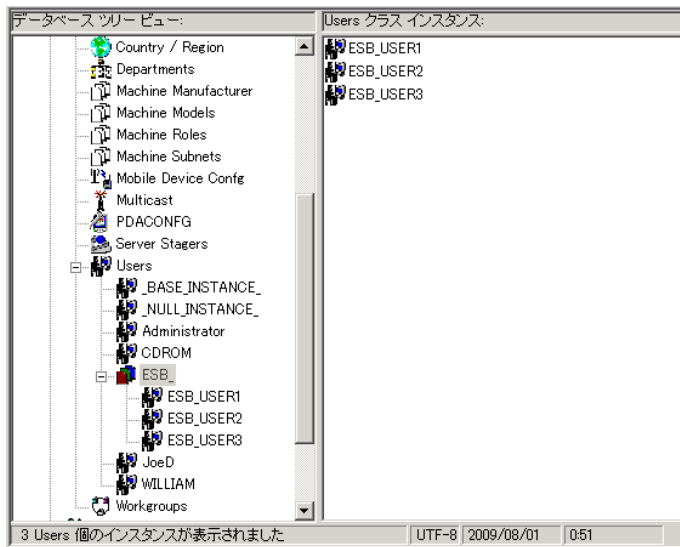 データベース ツリー ビュー:
Country / Region
Departments
Machine Manufacturer
Machine Models
Machine Roles
Machine Subnets
Mobile Device Confg
Multicast
PDACONFG
Server Stagers
Users
_BASE_INSTANCE_
_NULL_INSTANCE_
Administrator
CDROM
ESB_
ESB_USER1
ESB_USER2
ESB_USER3
JoeD
WILLIAM
Workgroups
Users クラス インスタンス:
ESB_USER1
ESB_USER2
ESB_USER3
3 Users 個のインスタンスが表示されました
UTF-8
2009/08/01
0:51